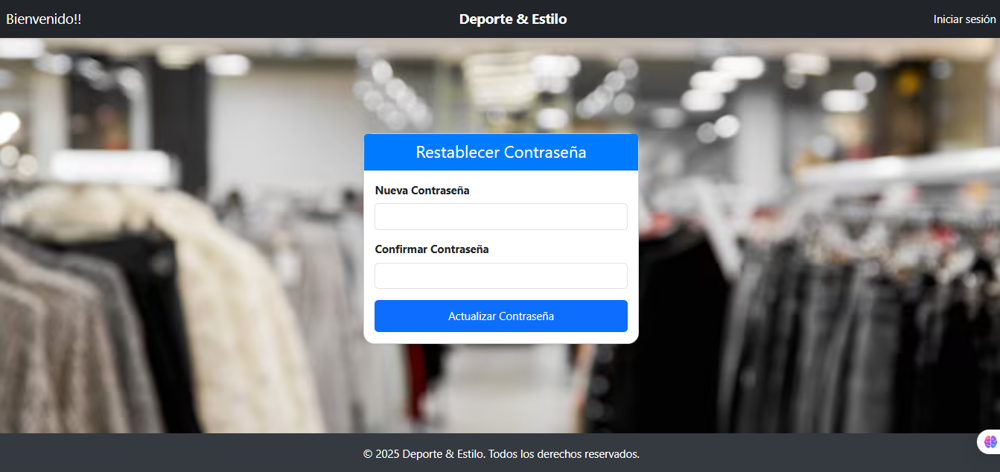 Bienvenido!!
Deporte & Estilo
Iniciar sesión
Restablecer Contraseña
Nueva Contraseña
Confirmar Contraseña
Actualizar Contraseña
© 2025 Deporte & Estilo. Todos los derechos reservados.